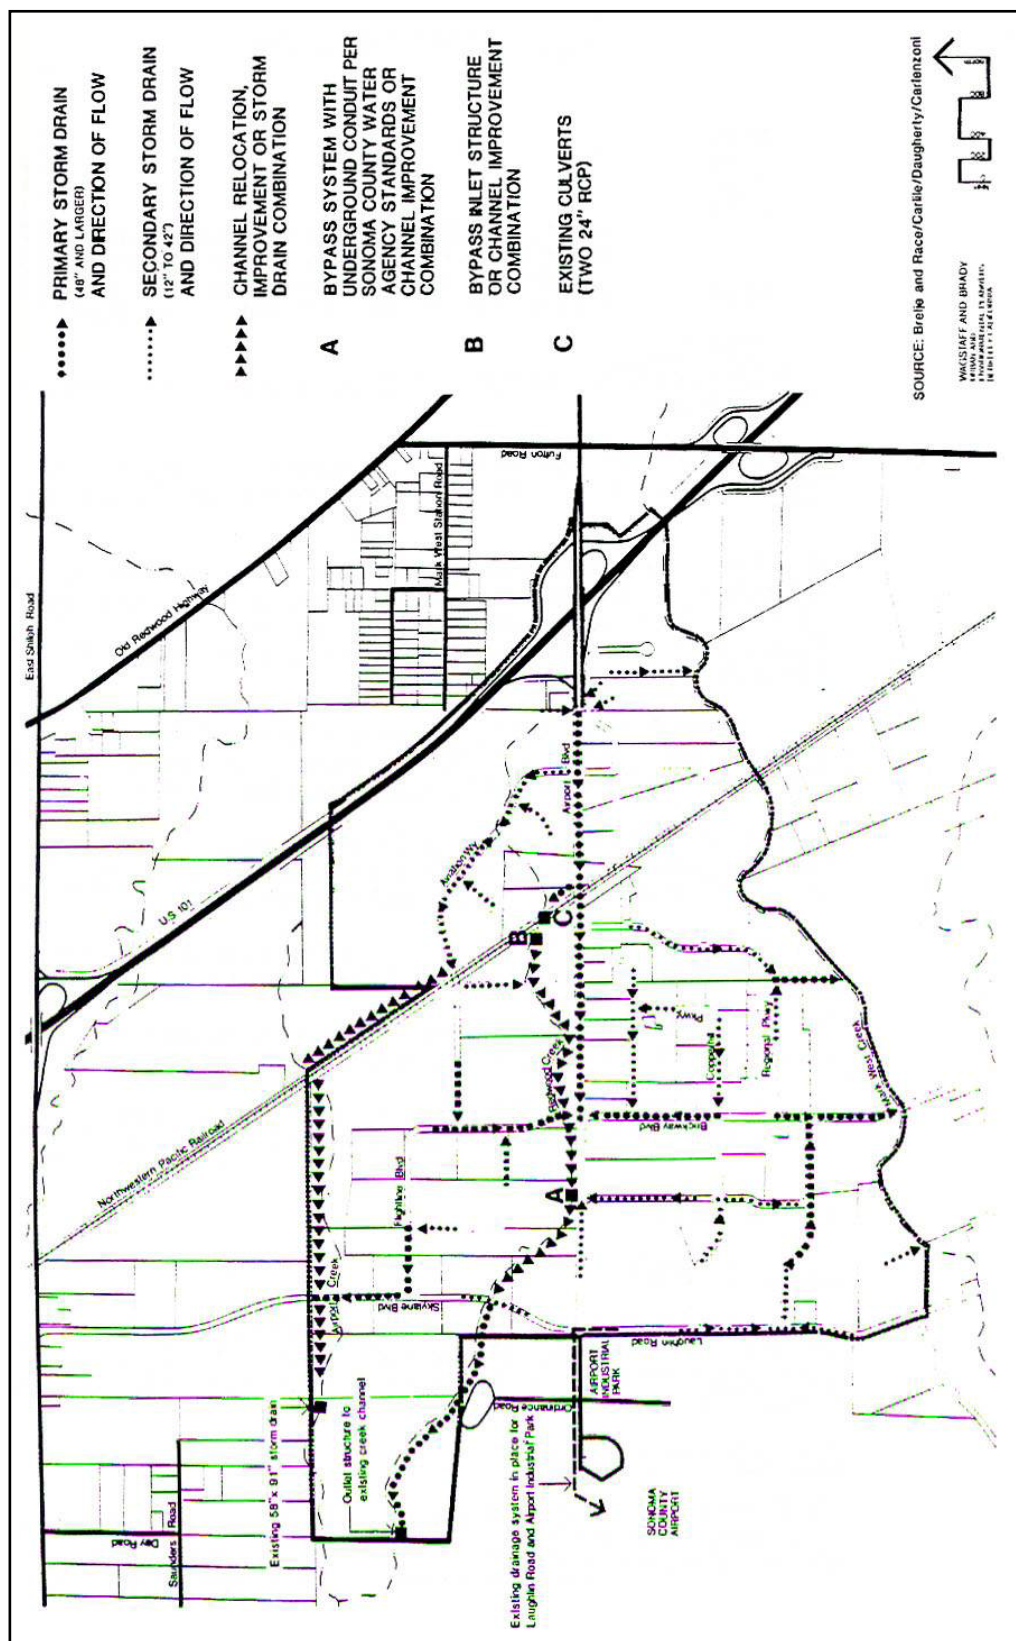 PRIMARY STORM DRAIN
(48" AND LARGER)
AND DIRECTION OF FLOW
SECONDARY STORM DRAIN
(12" TO 42")
AND DIRECTION OF FLOW
CHANNEL RELOCATION,
IMPROVEMENT OR STORM
DRAIN COMBINATION
A
BYPASS SYSTEM WITH
UNDERGROUND CONDUIT PER
SONOMA COUNTY WATER
AGENCY STANDARDS OR
CHANNEL IMPROVEMENT
COMBINATION
B
BYPASS INLET STRUCTURE
OR CHANNEL IMPROVEMENT
COMBINATION
C
EXISTING CULVERTS
(TWO 24" RCP)
SOURCE: Brelje and Race/Carlile/Daugherty/Carlenzoni
WAGSTAFF AND BRADY
north
East Shiloh Road
Old Redwood Highway
U.S. 101
Mark West Station Road
Fulton Road
Northwestern Pacific Railroad
Aviation Wy
Airport Blvd
B
C
Redwood Creek
Pkwy
Copperhill
Regional Pkwy
Mark West Creek
Brickway Blvd
A
Flightline Blvd
Airport Creek
Skylane Blvd
Laughlin Road
AIRPORT
INDUSTRIAL
PARK
Ordinance Road
Day Road
Saunders Road
Existing 58" x 91" storm drain
Outlet structure to
existing creek channel
Existing drainage system in place for
Laughlin Road and Airport Industrial Park
SONOMA
COUNTY
AIRPORT